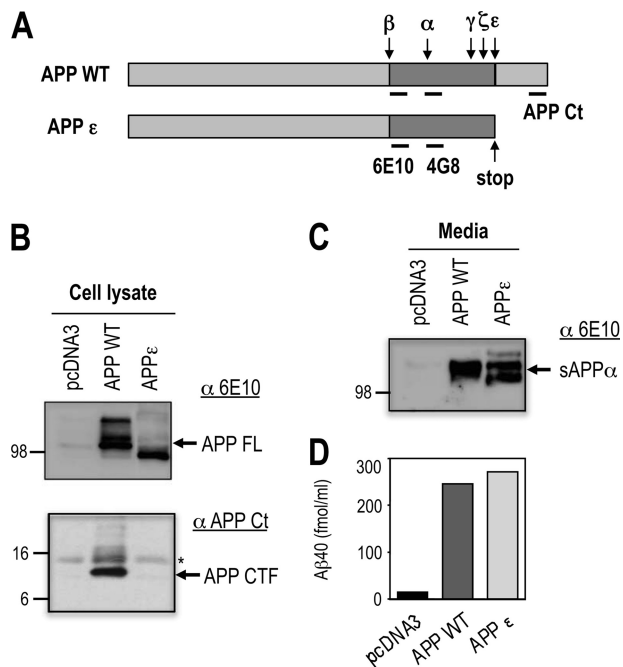 A
β α γ ζ ε
APP WT
APP Ct
APP ε
6E10 4G8 stop
B
Cell lysate
pcDNA3 APP WT APPε
α 6E10
98
APP FL
α APP Ct
16
*
APP CTF
6
C
Media
pcDNA3 APP WT APPε
α 6E10
sAPPα
98
D
Aβ40 (fmol/ml)
300
200
100
0
pcDNA3 APP WT APP ε